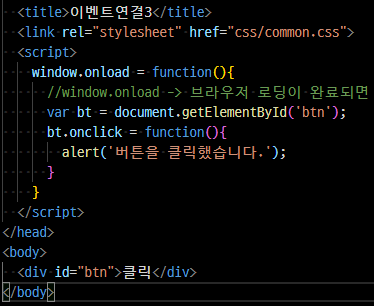 <title>이벤트연결3</title>
<link rel="stylesheet" href="css/common.css">
<script>
window.onload = function(){
//window.onload -> 브라우져 로딩이 완료되면
var bt = document.getElementById('btn');
bt.onclick = function(){
alert('버튼을 클릭했습니다.');
}
}
</script>
</head>
<body>
<div id="btn">클릭</div>
</body>